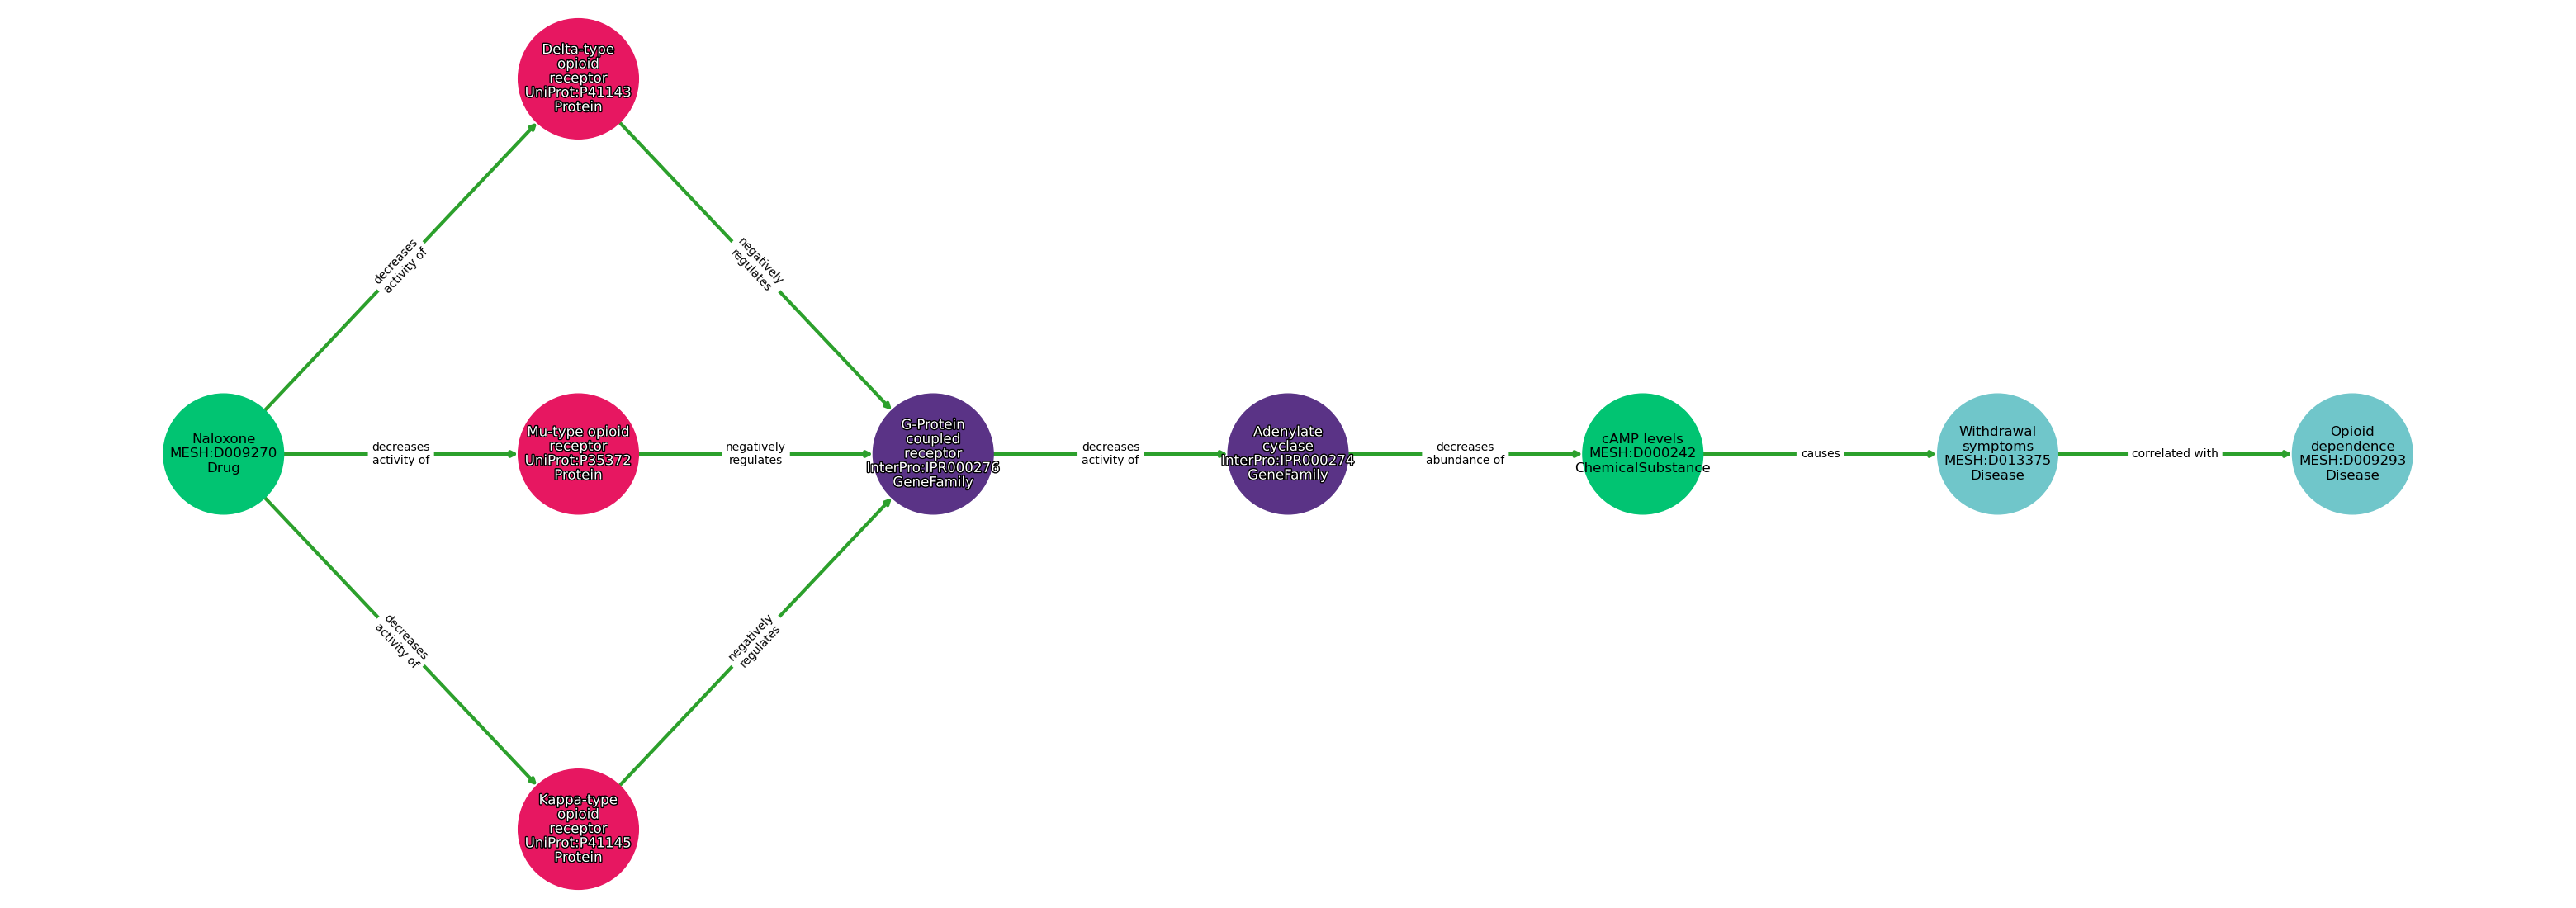 Delta-type
opioid
receptor
UniProt:P41143
Protein
decreases
activity of
negatively
regulates
Naloxone
MESH:D009270
Drug
decreases
activity of
Mu-type opioid
receptor
UniProt:P35372
Protein
negatively
regulates
G-Protein
coupled
receptor
InterPro:IPR000276
GeneFamily
decreases
activity of
Adenylate
cyclase
InterPro:IPR000274
GeneFamily
decreases
abundance of
cAMP levels
MESH:D000242
ChemicalSubstance
causes
Withdrawal
symptoms
MESH:D013375
Disease
correlated with
Opioid
dependence
MESH:D009293
Disease
decreases
activity of
negatively
regulates
Kappa-type
opioid
receptor
UniProt:P41145
Protein